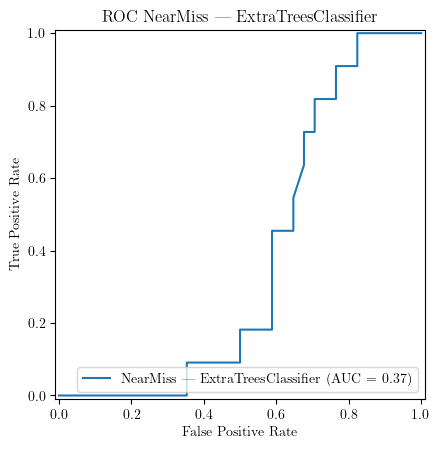 ROC NearMiss — ExtraTreesClassifier
1.0
0.8
0.6
0.4
0.2
0.0
True Positive Rate
NearMiss — ExtraTreesClassifier (AUC = 0.37)
0.0 0.2 0.4 0.6 0.8 1.0
False Positive Rate